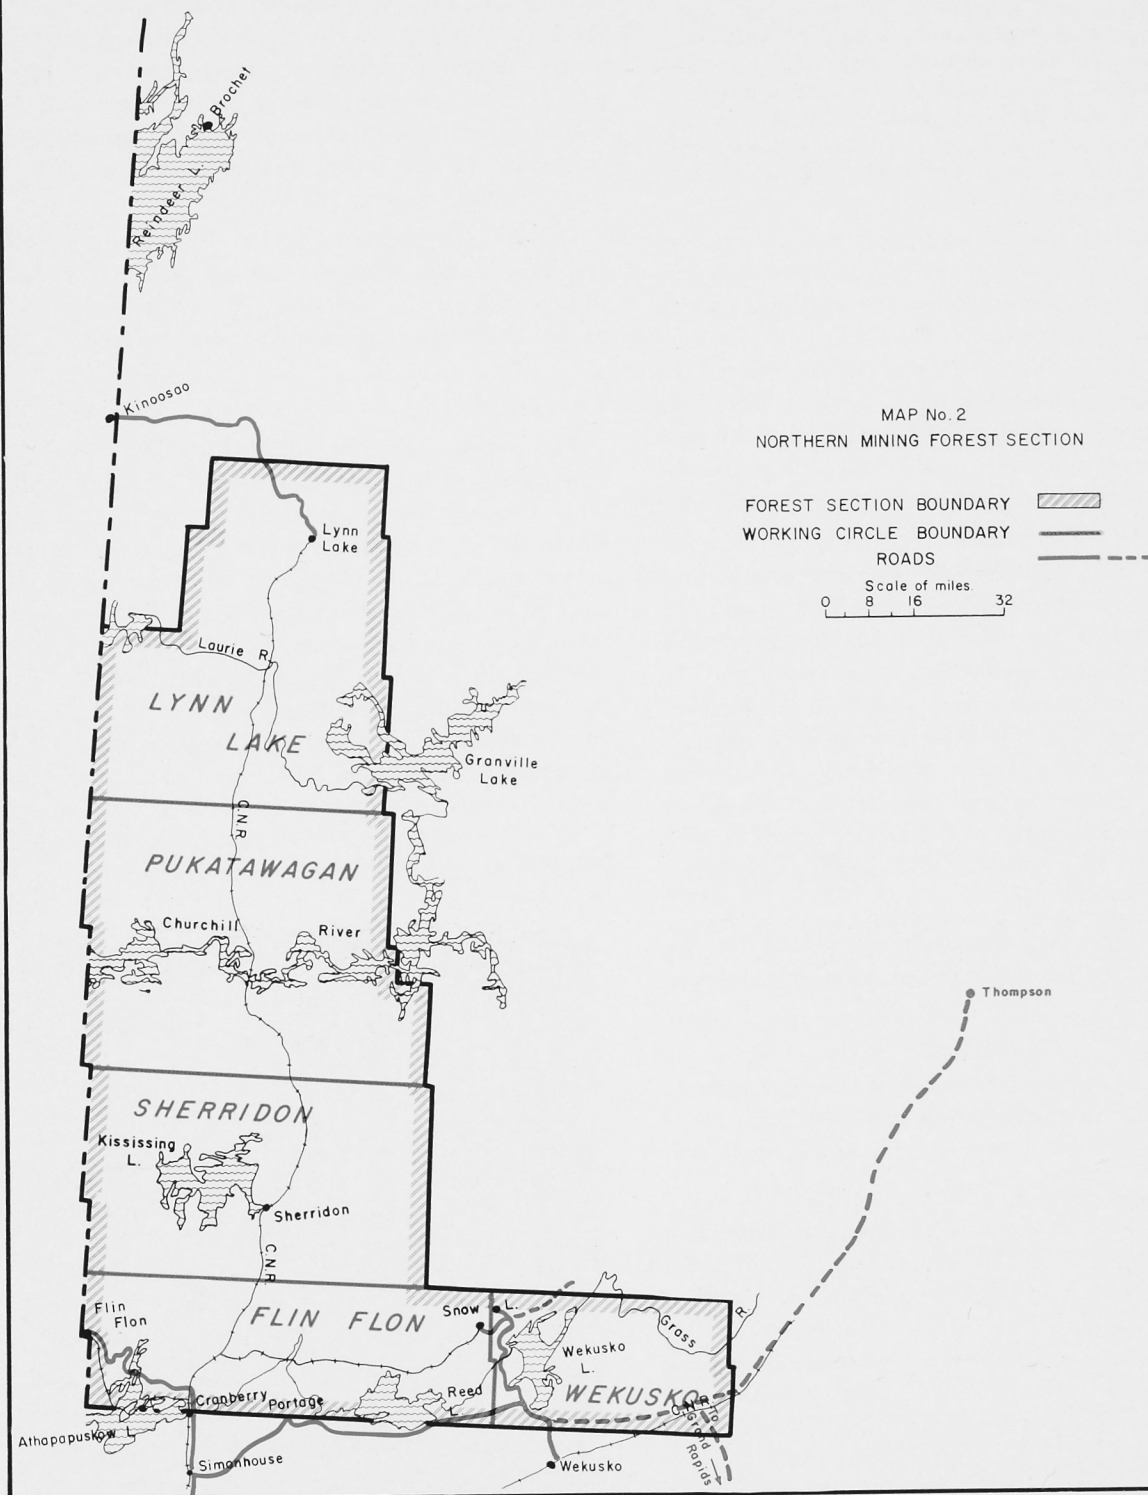 Brochet
Reindeer L.
Kinoosao
MAP No. 2
NORTHERN MINING FOREST SECTION
FOREST SECTION BOUNDARY
WORKING CIRCLE BOUNDARY
ROADS
Scale of miles.
0 8 16 32
Lynn
Lake
Laurie R.
LYNN
LAKE
Granville
Lake
C.N.R.
PUKATAWAGAN
Churchill River
Thompson
SHERRIDON
Kississing
L.
Sherridon
C.N.R.
Flin
Flon
FLIN FLON
Snow L.
Grass R.
Wekusko
L.
WEKUSKO
Cranberry Portage
Reed
L.
C.N.R.
To
Grand
Rapids
Athapapuskow L.
Simonhouse
Wekusko